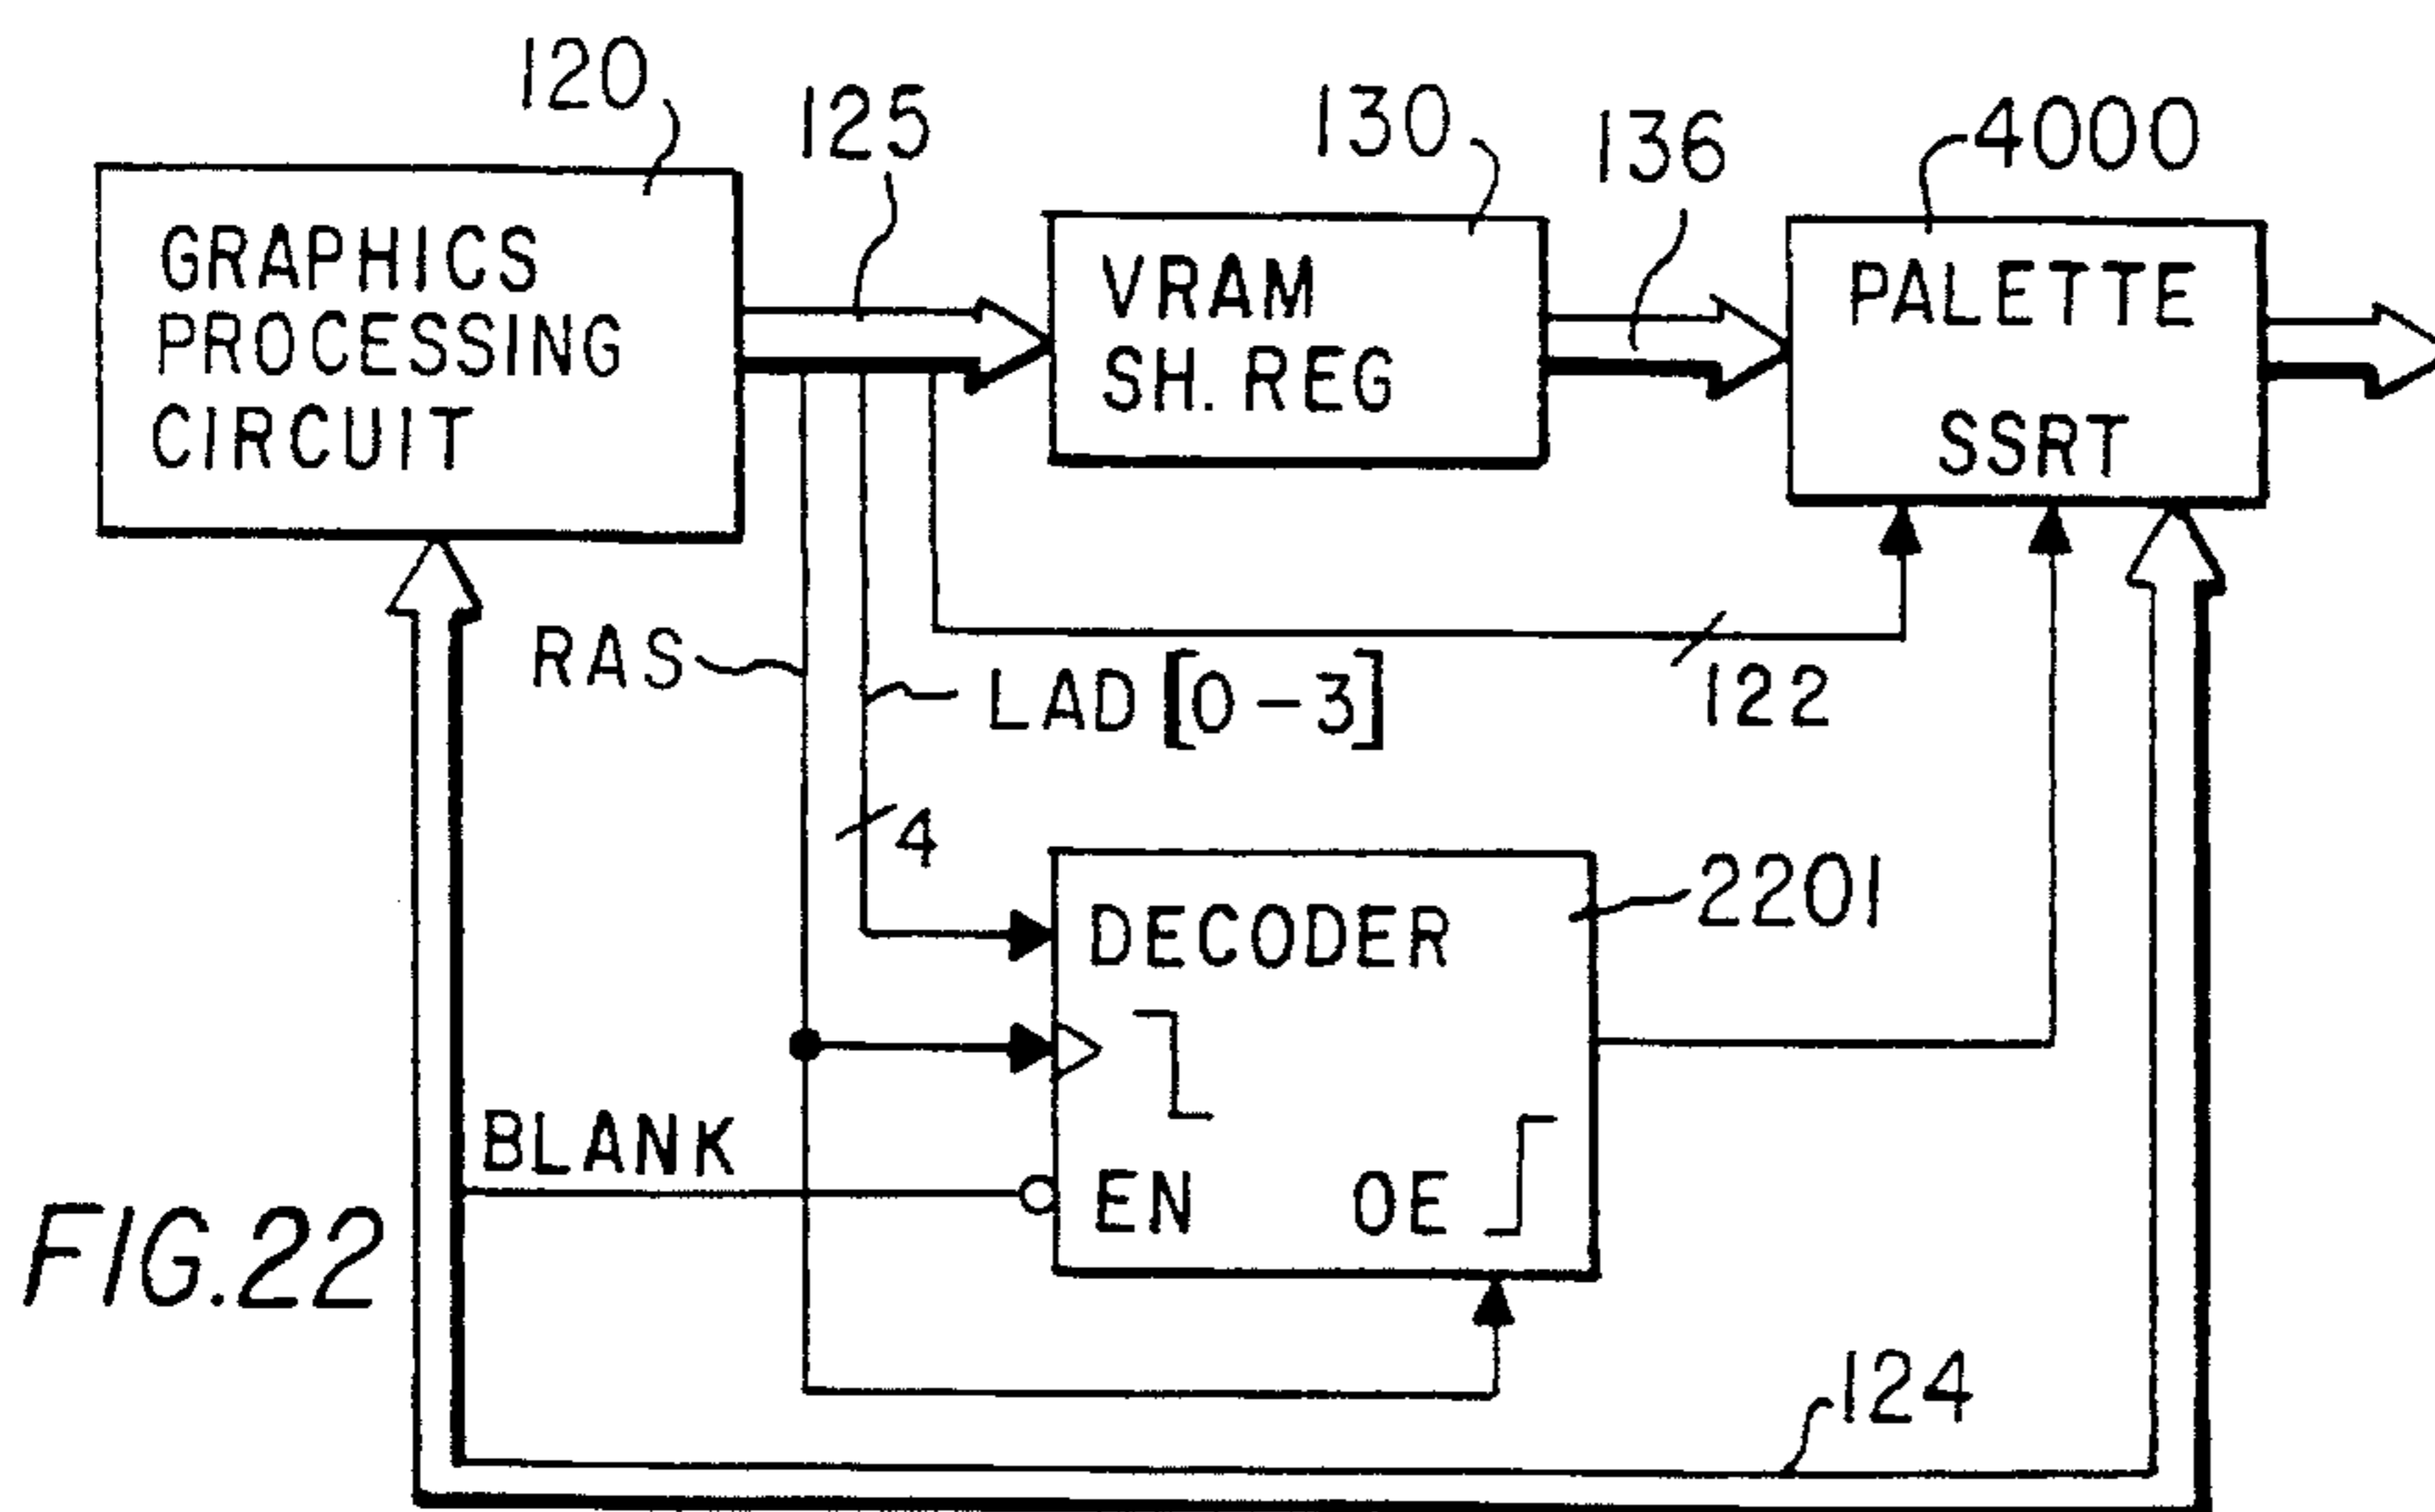 120
125
130
136
4000
GRAPHICS
PROCESSING
CIRCUIT
VRAM
SH. REG
PALETTE
SSRT
RAS
LAD [0-3]
122
4
DECODER
2201
BLANK
EN
OE
FIG.22
124